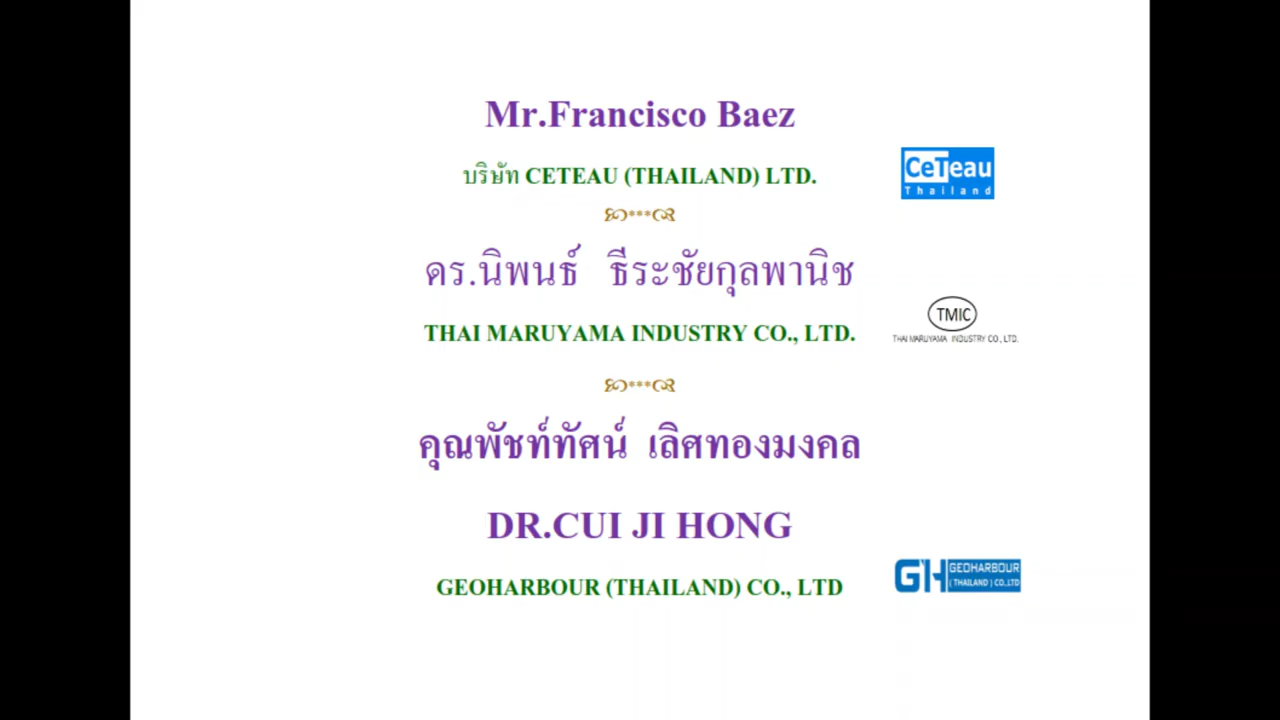 Mr.Francisco Baez
บริษัท CETEAU (THAILAND) LTD.
CeTeau
Thailand
***
ดร.นิพนธ์ ธีระชัยกุลพานิช
THAI MARUYAMA INDUSTRY CO., LTD.
TMIC
THAI MARUYAMA INDUSTRY CO., LTD.
***
คุณพัชท์ทัศน์ เลิศทองมงคล
DR.CUI JI HONG
GEOHARBOUR (THAILAND) CO., LTD
GH GEOHARBOUR
( THAILAND ) CO.,LTD